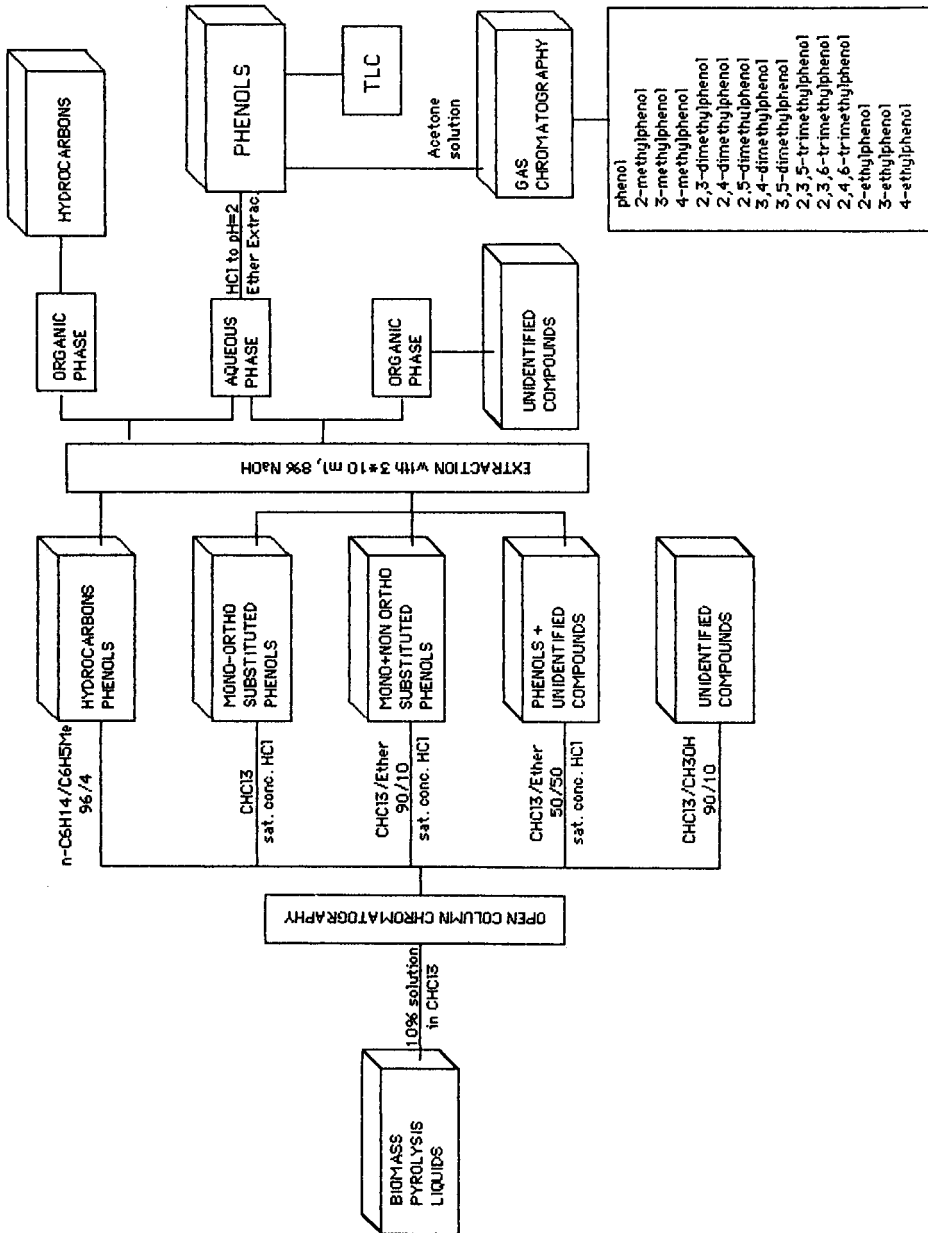 BIOMASS
PYROLYSIS
LIQUIDS
10% solution
in CHCl3
OPEN COLUMN CHROMATOGRAPHY
n-C6H14/C6H5Me
96/4
CHCl3
sat. conc. HCl
CHCl3/Ether
90/10
sat. conc. HCl
CHCl3/Ether
50/50
sat. conc. HCl
CHCl3/CH3OH
90/10
HYDROCARBONS
PHENOLS
MONO-ORTHO
SUBSTITUTED
PHENOLS
MONO+NON ORTHO
SUBSTITUTED
PHENOLS
PHENOLS +
UNIDENTIFIED
COMPOUNDS
UNIDENTIFIED
COMPOUNDS
EXTRACTION with 3*10 ml, 8% NaOH
ORGANIC
PHASE
AQUEOUS
PHASE
ORGANIC
PHASE
HYDROCARBONS
HCl to pH=2
Ether Extrac.
PHENOLS
TLC
UNIDENTIFIED
COMPOUNDS
Acetone
solution
GAS
CHROMATOGRAPHY
phenol
2-methylphenol
3-methylphenol
4-methylphenol
2,3-dimethylphenol
2,4-dimethylphenol
2,5-dimethylphenol
3,4-dimethylphenol
3,5-dimethylphenol
2,3,5-trimethylphenol
2,3,6-trimethylphenol
2,4,6-trimethylphenol
2-ethylphenol
3-ethylphenol
4-ethylphenol